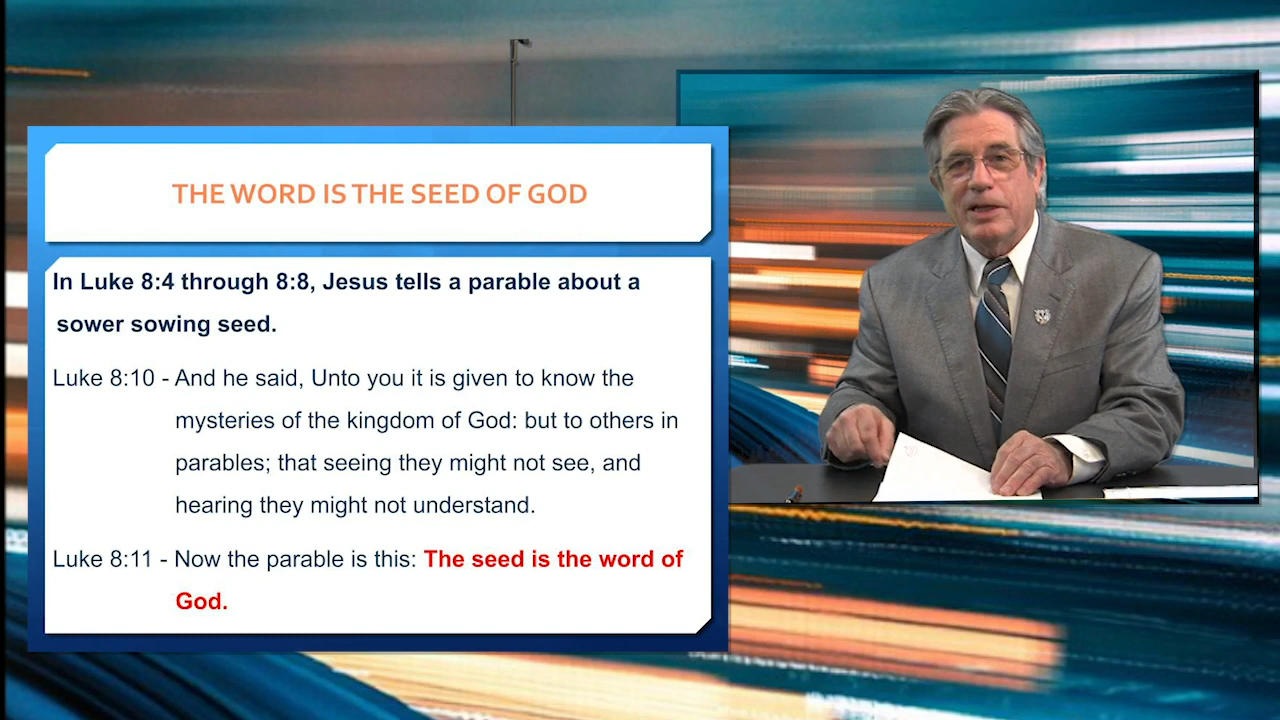 THE WORD IS THE SEED OF GOD
In Luke 8:4 through 8:8, Jesus tells a parable about a
sower sowing seed.
Luke 8:10 - And he said, Unto you it is given to know the
mysteries of the kingdom of God: but to others in
parables; that seeing they might not see, and
hearing they might not understand.
Luke 8:11 - Now the parable is this: The seed is the word of
God.